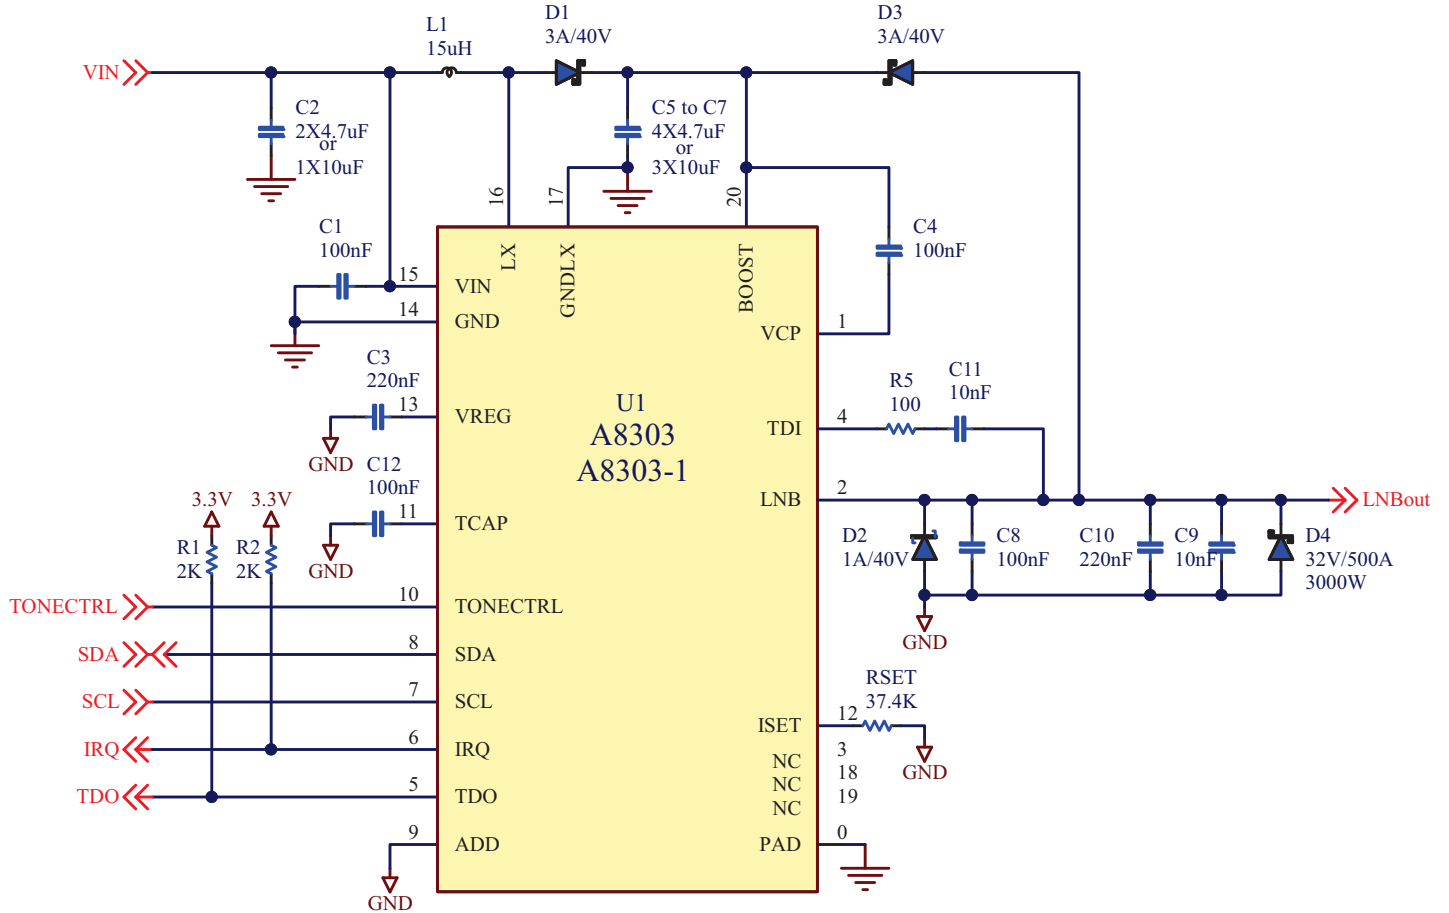 L1
15uH
D1
3A/40V
D3
3A/40V
VIN
C2
2X4.7uF
or
1X10uF
C5 to C7
4X4.7uF
or
3X10uF
16
17
20
C1
100nF
C4
100nF
LX
GNDLX
BOOST
15
VIN
14
GND
VCP
1
C3
220nF
13
VREG
GND
U1
A8303
A8303-1
TDI
4
R5
100
C11
10nF
C12
100nF
11
TCAP
GND
LNB
2
LNBout
3.3V
3.3V
R1
2K
R2
2K
D2
1A/40V
C8
100nF
C10
220nF
C9
10nF
D4
32V/500A
3000W
GND
TONECTRL
10
TONECTRL
SDA
8
SDA
SCL
7
SCL
IRQ
6
IRQ
TDO
5
TDO
9
ADD
GND
RSET
37.4K
ISET
12
GND
NC
3
NC
18
NC
19
PAD
0